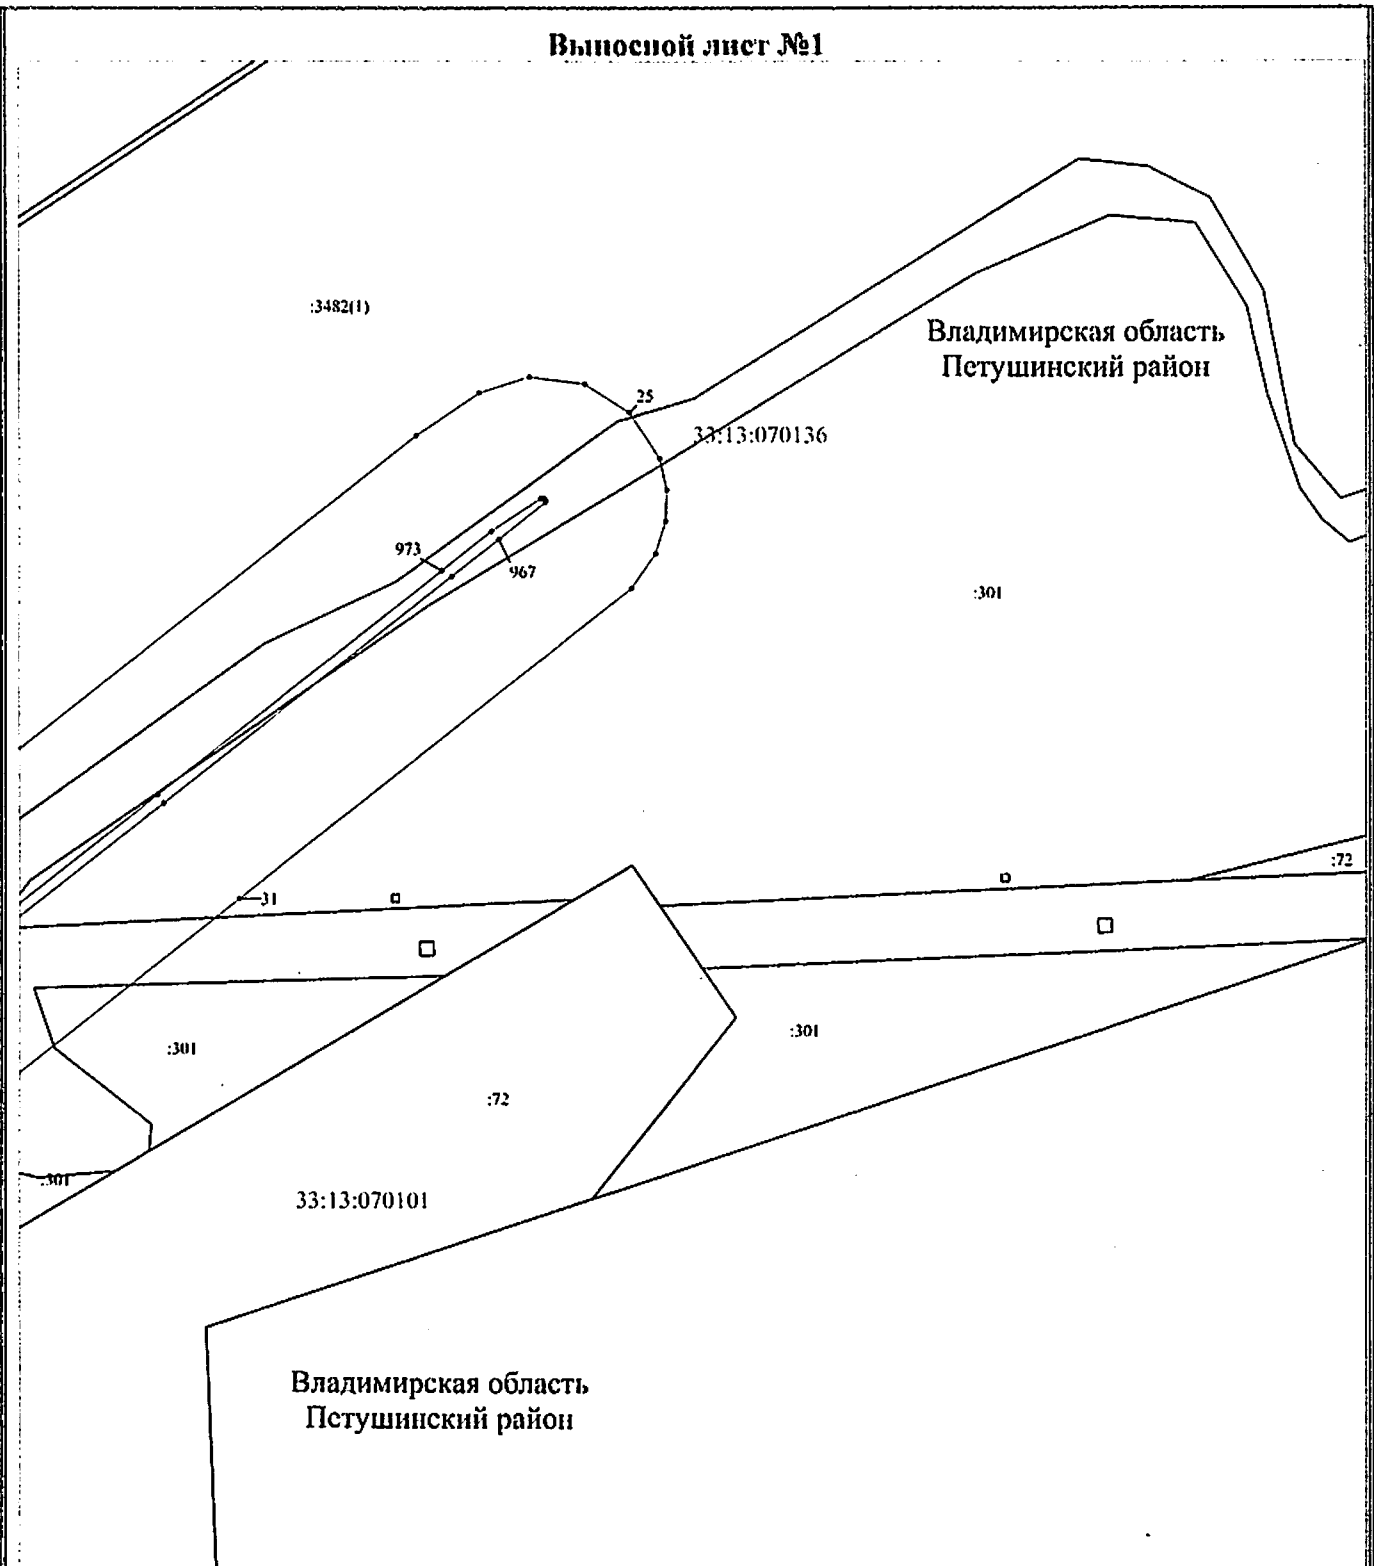 Выносной лист №1
:3482(1)
Владимирская область
Петушинский район
25
33:13:070136
973
967
:301
:72
31
:301
:301
:72
:301
33:13:070101
Владимирская область
Петушинский район